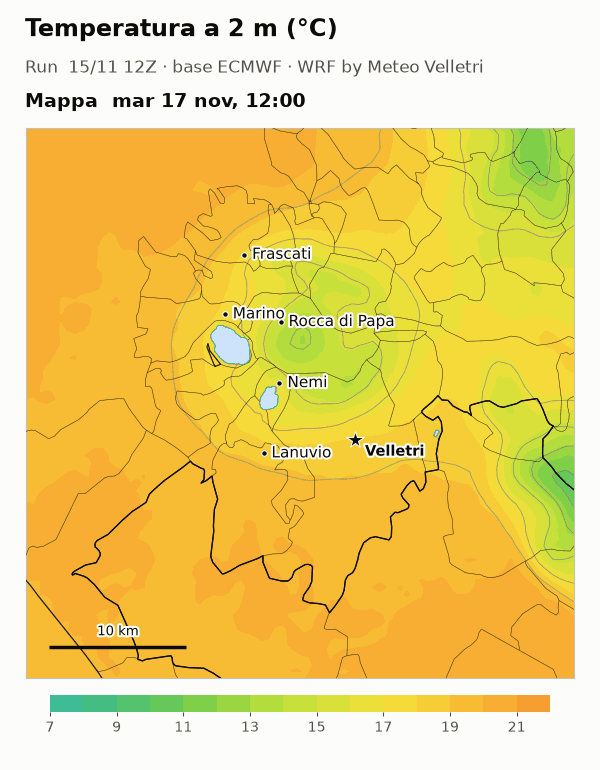 Temperatura a 2 m (°C)
Run  15/11 12Z · base ECMWF · WRF by Meteo Velletri
Mappa  mar 17 nov, 12:00
Frascati
Marino
Rocca di Papa
Nemi
Velletri
Lanuvio
10 km
7 9 11 13 15 17 19 21